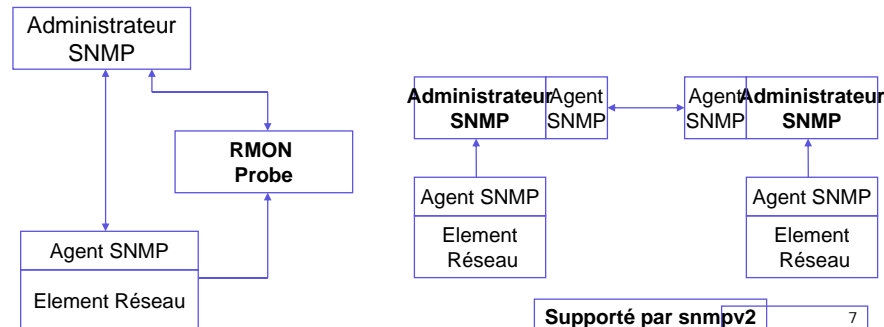 Administrateur
SNMP
RMON
Probe
Agent SNMP
Element Réseau
Administrateur
SNMP
Agent
SNMP
Agent
SNMP
Administrateur
SNMP
Agent SNMP
Element
Réseau
Agent SNMP
Element
Réseau
Supporté par snmpv2
7